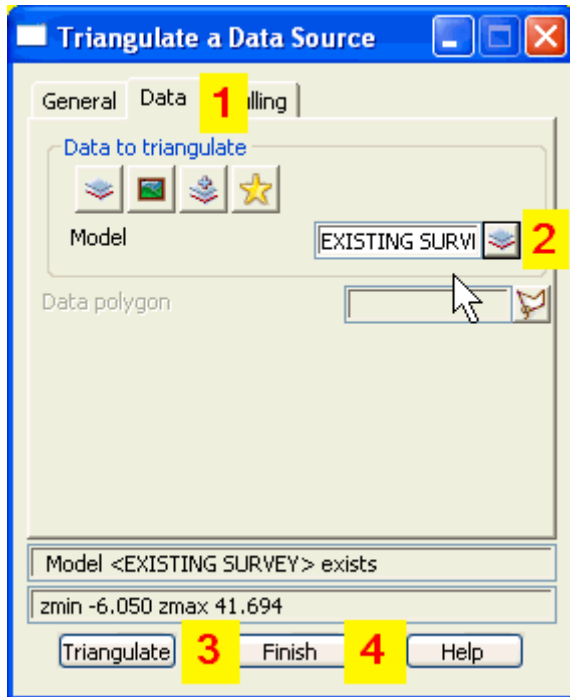 Triangulate a Data Source
General Data 1 lling
Data to triangulate
Model EXISTING SURVE 2
Data polygon
Model <EXISTING SURVEY> exists
zmin -6.050 zmax 41.694
Triangulate 3 Finish 4 Help